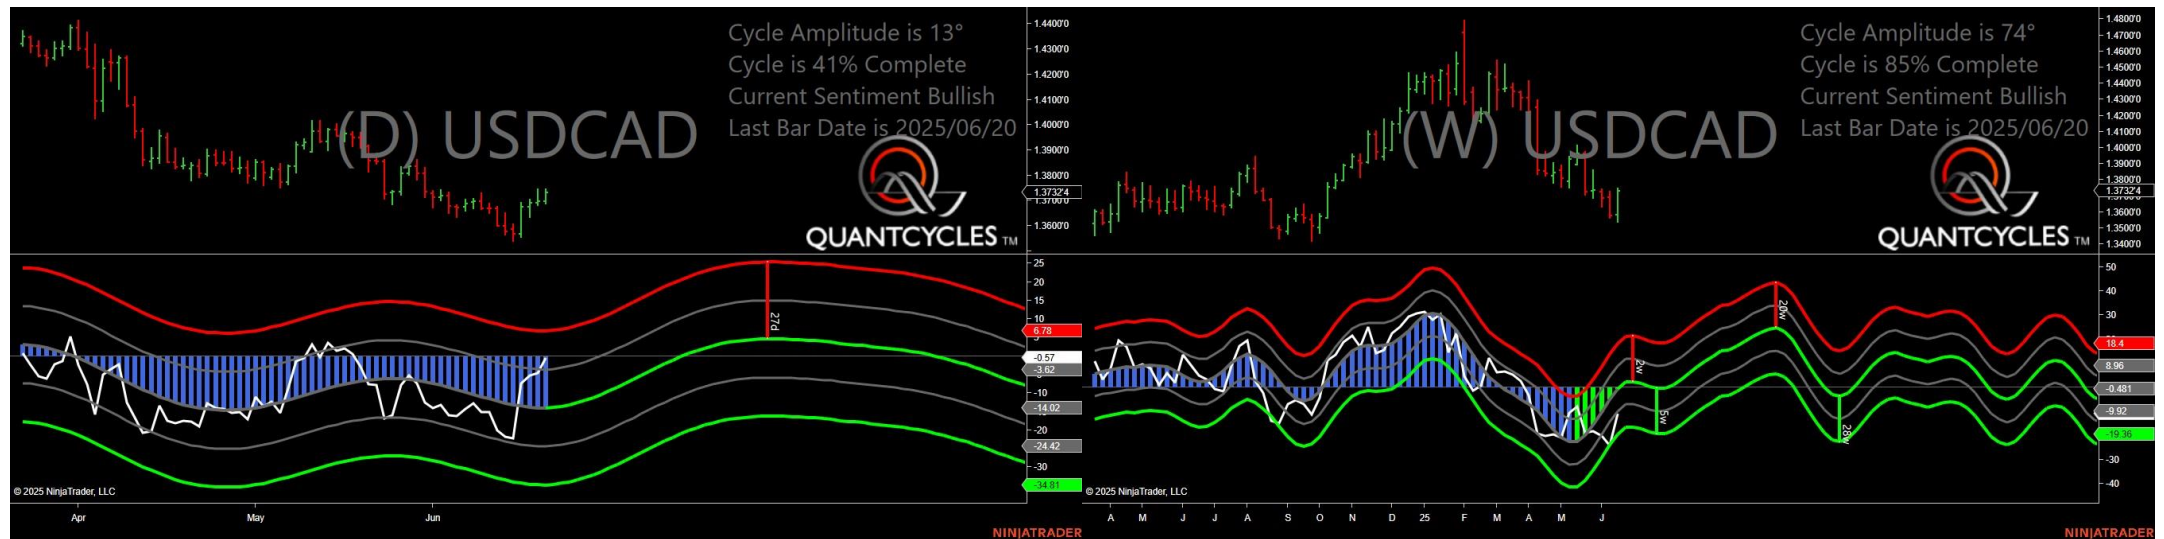 Cycle Amplitude is 13°
Cycle is 41% Complete
Current Sentiment Bullish
Last Bar Date is 2025/06/20
(D) USDCAD
QUANTCYCLES TM
1.4400'0
1.4300'0
1.4200'0
1.4100'0
1.4000'0
1.3900'0
1.3800'0
1.3732'4
1.3600'0
25
20
15
10
6.78
-0.57
-3.62
-10
-14.02
-20
-24.42
-30
-34.81
27d
© 2025 NinjaTrader, LLC
Apr May Jun
NINJATRADER
Cycle Amplitude is 74°
Cycle is 85% Complete
Current Sentiment Bullish
Last Bar Date is 2025/06/20
(W) USDCAD
QUANTCYCLES TM
1.4800'0
1.4700'0
1.4600'0
1.4500'0
1.4400'0
1.4300'0
1.4200'0
1.4100'0
1.4000'0
1.3900'0
1.3800'0
1.3732'4
1.3600'0
1.3500'0
1.3400'0
50
40
30
18.4
8.96
-0.481
-9.92
-19.36
-30
-40
2w
5w
20w
28w
© 2025 NinjaTrader, LLC
A M J J A S O N D 25 F M A M J
NINJATRADER